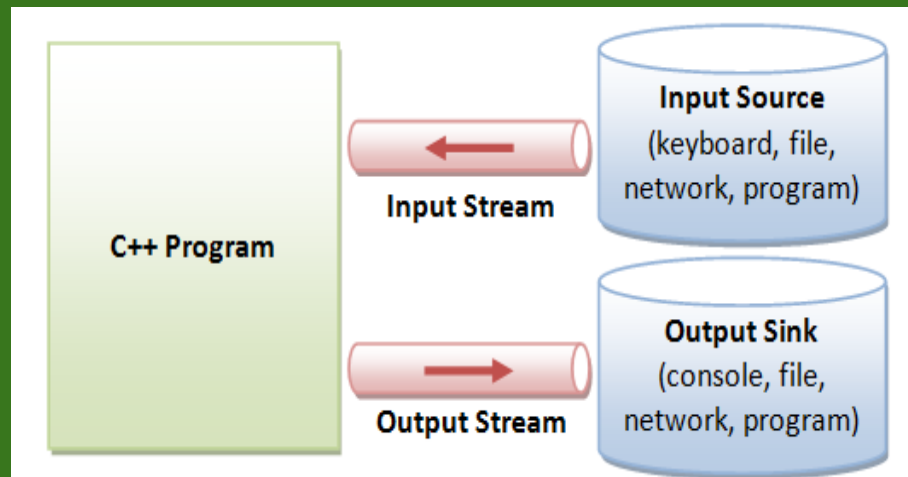 C++ Program
Input Stream
Input Source
(keyboard, file,
network, program)
Output Stream
Output Sink
(console, file,
network, program)